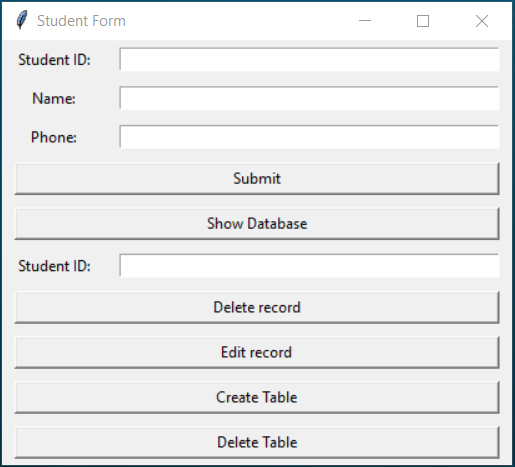 Student Form
Student ID:
Name:
Phone:
Submit
Show Database
Student ID:
Delete record
Edit record
Create Table
Delete Table